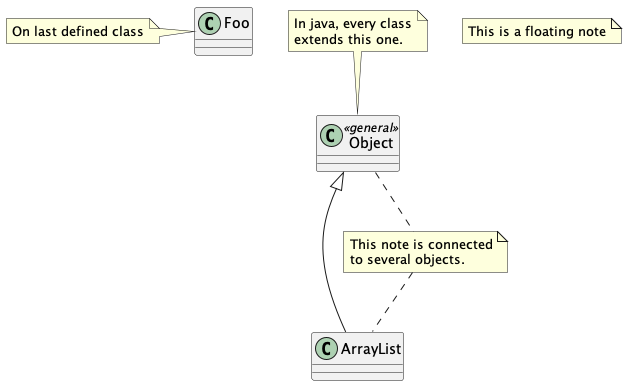 On last defined class
C Foo
In java, every class
extends this one.
This is a floating note
C «general»
Object
This note is connected
to several objects.
C ArrayList